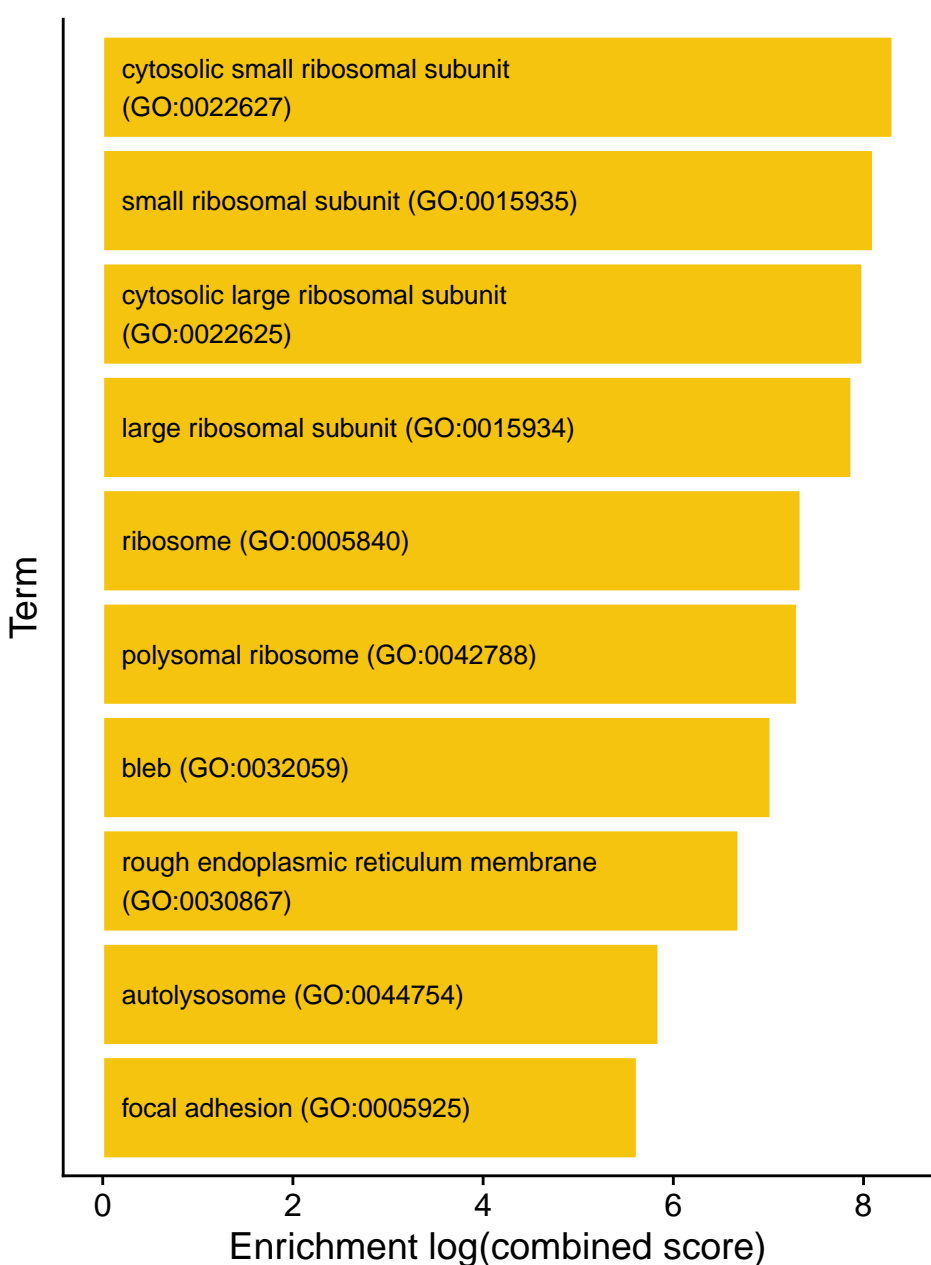 cytosolic small ribosomal subunit
(GO:0022627)
small ribosomal subunit (GO:0015935)
cytosolic large ribosomal subunit
(GO:0022625)
large ribosomal subunit (GO:0015934)
ribosome (GO:0005840)
polysomal ribosome (GO:0042788)
bleb (GO:0032059)
rough endoplasmic reticulum membrane
(GO:0030867)
autolysosome (GO:0044754)
focal adhesion (GO:0005925)
Term
0 2 4 6 8
Enrichment log(combined score)